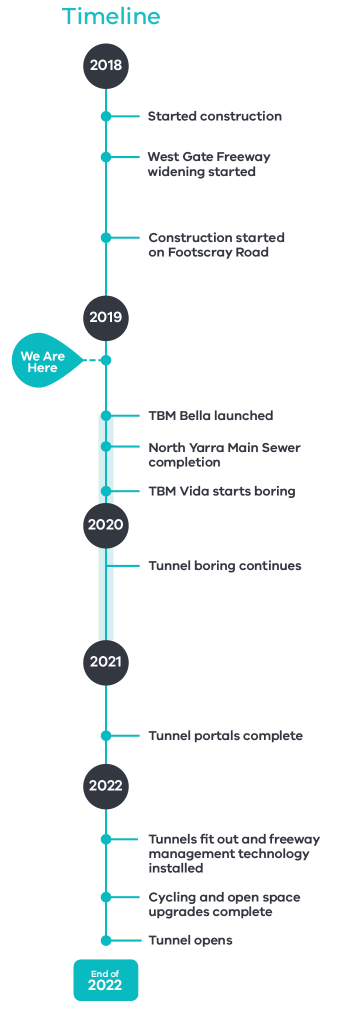 Timeline
2018
Started construction
West Gate Freeway
widening started
Construction started
on Footscray Road
2019
We Are
Here
TBM Bella launched
North Yarra Main Sewer
completion
TBM Vida starts boring
2020
Tunnel boring continues
2021
Tunnel portals complete
2022
Tunnels fit out and freeway
management technology
installed
Cycling and open space
upgrades complete
Tunnel opens
End of
2022